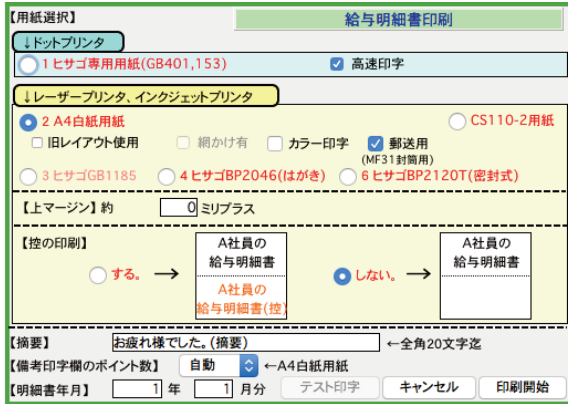 【用紙選択】 給与明細書印刷
↓ドットプリンタ
1 ヒサゴ専用用紙(GB401,153) 高速印字
↓レーザープリンタ、インクジェットプリンタ
2 A4白紙用紙 CS110-2用紙
旧レイアウト使用 網かけ有 カラー印字 郵送用
(MF31封筒用)
3 ヒサゴGB1185 4 ヒサゴBP2046(はがき) 6 ヒサゴBP2120T(密封式)
【上マージン】約 0 ミリプラス
【控の印刷】
する。 → A社員の
給与明細書
A社員の
給与明細書(控)
しない。 → A社員の
給与明細書
【摘要】 お疲れ様でした。(摘要) ←全角20文字迄
【備考印字欄のポイント数】 自動 ←A4白紙用紙
【明細書年月】 1 年 1 月分 テスト印字 キャンセル 印刷開始